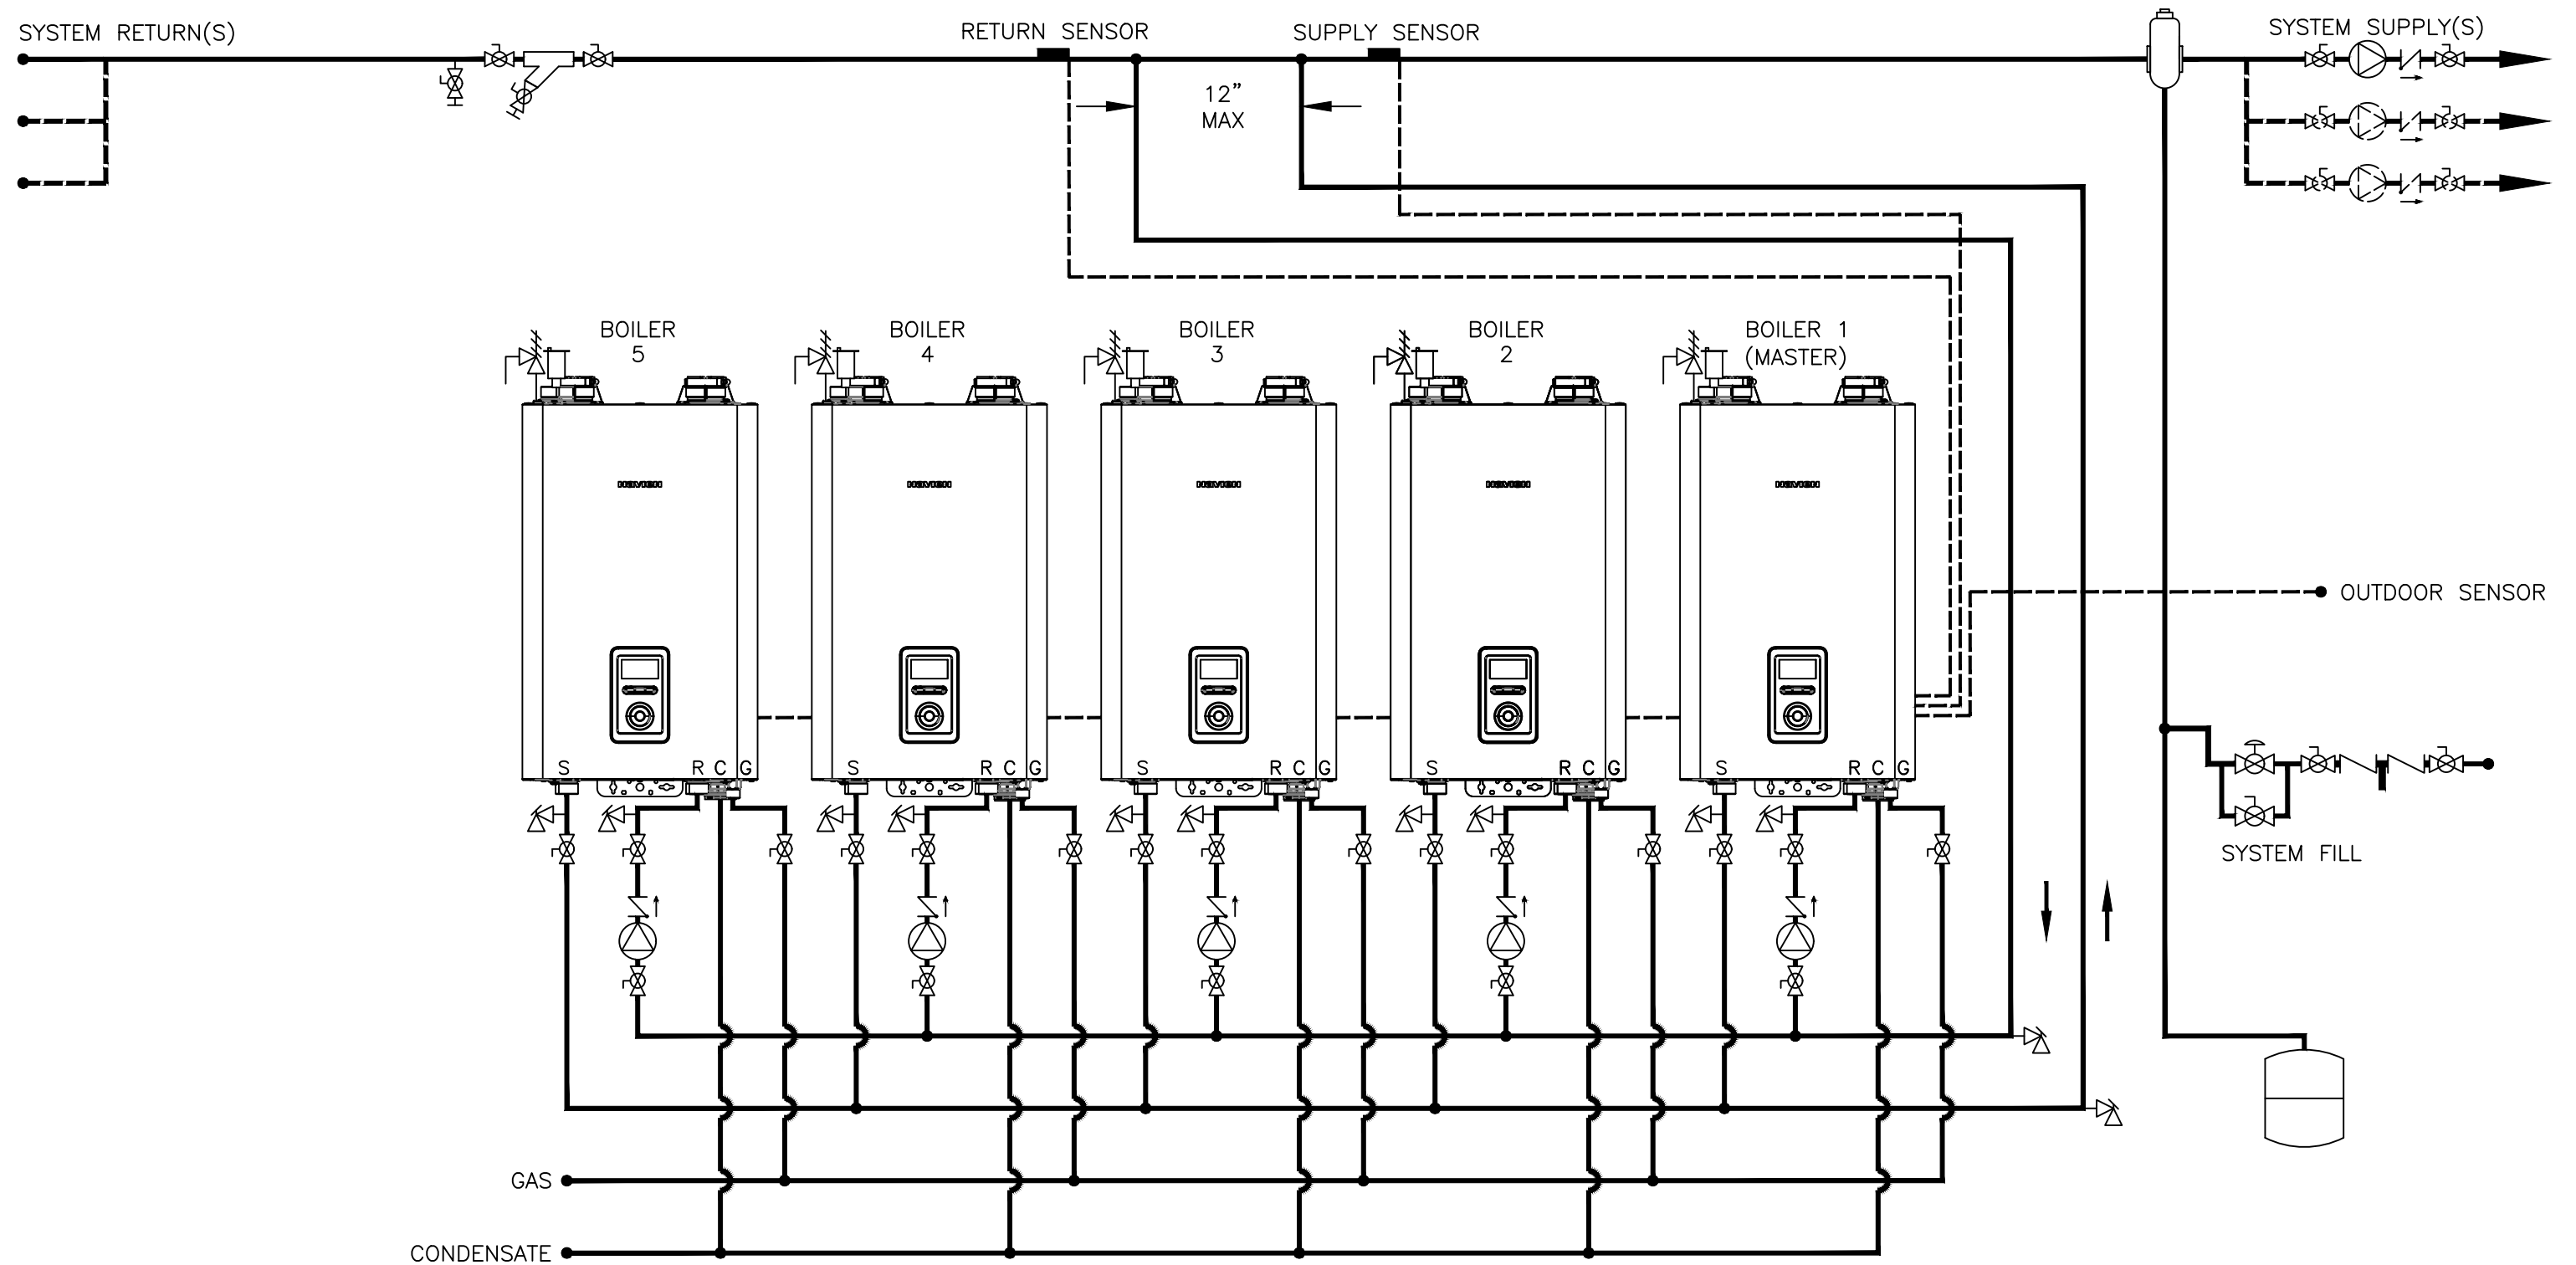 SYSTEM RETURN(S)
RETURN SENSOR
SUPPLY SENSOR
SYSTEM SUPPLY(S)
12”
MAX
BOILER
5
BOILER
4
BOILER
3
BOILER
2
BOILER 1
(MASTER)
OUTDOOR SENSOR
S R C G
S R C G
S R C G
S R C G
S R C G
SYSTEM FILL
GAS
CONDENSATE